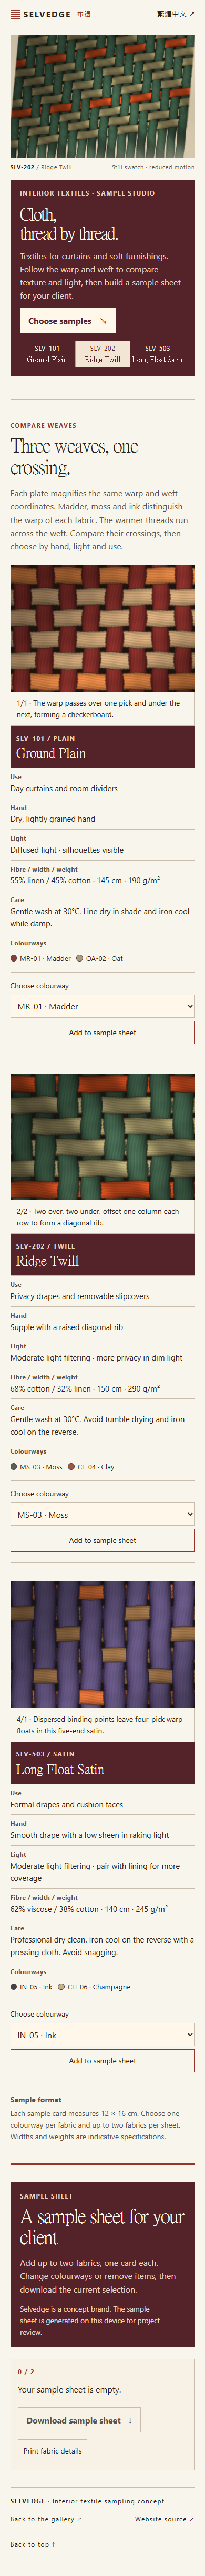 SELVEDGE 布邊 繁體中文 ↗
SLV-202 / Ridge Twill Still swatch · reduced motion
INTERIOR TEXTILES · SAMPLE STUDIO
Cloth,
thread by thread.
Textiles for curtains and soft furnishings.
Follow the warp and weft to compare
texture and light, then build a sample sheet
for your client.
Choose samples ↘
SLV-101 SLV-202 SLV-503
Ground Plain Ridge Twill Long Float Satin
COMPARE WEAVES
Three weaves, one
crossing.
Each plate magnifies the same warp and weft
coordinates. Madder, moss and ink distinguish
the warp of each fabric. The warmer threads run
across the weft. Compare their crossings, then
choose by hand, light and use.
1/1 · The warp passes over one pick and under the
next, forming a checkerboard.
SLV-101 / PLAIN
Ground Plain
Use
Day curtains and room dividers
Hand
Dry, lightly grained hand
Light
Diffused light · silhouettes visible
Fibre / width / weight
55% linen / 45% cotton · 145 cm · 190 g/m²
Care
Gentle wash at 30°C. Line dry in shade and iron cool
while damp.
Colourways
MR-01 · Madder OA-02 · Oat
Choose colourway
MR-01 · Madder
Add to sample sheet
2/2 · Two over, two under, offset one column each
row to form a diagonal rib.
SLV-202 / TWILL
Ridge Twill
Use
Privacy drapes and removable slipcovers
Hand
Supple with a raised diagonal rib
Light
Moderate light filtering · more privacy in dim light
Fibre / width / weight
68% cotton / 32% linen · 150 cm · 290 g/m²
Care
Gentle wash at 30°C. Avoid tumble drying and iron
cool on the reverse.
Colourways
MS-03 · Moss CL-04 · Clay
Choose colourway
MS-03 · Moss
Add to sample sheet
4/1 · Dispersed binding points leave four-pick warp
floats in this five-end satin.
SLV-503 / SATIN
Long Float Satin
Use
Formal drapes and cushion faces
Hand
Smooth drape with a low sheen in raking light
Light
Moderate light filtering · pair with lining for more
coverage
Fibre / width / weight
62% viscose / 38% cotton · 140 cm · 245 g/m²
Care
Professional dry clean. Iron cool on the reverse with a
pressing cloth. Avoid snagging.
Colourways
IN-05 · Ink CH-06 · Champagne
Choose colourway
IN-05 · Ink
Add to sample sheet
Sample format
Each sample card measures 12 × 16 cm. Choose one
colourway per fabric and up to two fabrics per sheet.
Widths and weights are indicative specifications.
SAMPLE SHEET
A sample sheet for your
client
Add up to two fabrics, one card each.
Change colourways or remove items, then
download the current selection.
Selvedge is a concept brand. The sample
sheet is generated on this device for project
review.
0 / 2
Your sample sheet is empty.
Download sample sheet ↓
Print fabric details
SELVEDGE · Interior textile sampling concept
Back to the gallery ↗ Website source ↗
Back to top ↑